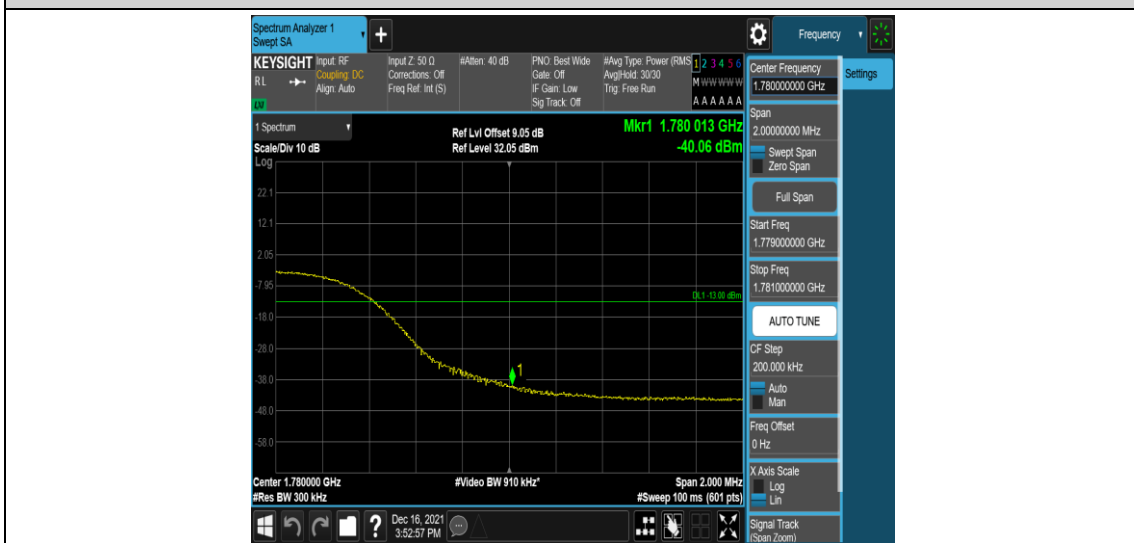 Spectrum Analyzer 1
Swept SA
Frequency
KEYSIGHT
RL
LXI
Input: RF
Coupling: DC
Align: Auto
Input Z: 50 Ω
Corrections: Off
Freq Ref: Int (S)
#Atten: 40 dB
PNO: Best Wide
Gate: Off
IF Gain: Low
Sig Track: Off
#Avg Type: Power (RMS
Avg|Hold: 30/30
Trig: Free Run
1 2 3 4 5 6
M W W W W W
A A A A A A
1 Spectrum
Scale/Div 10 dB
Ref Lvl Offset 9.05 dB
Ref Level 32.05 dBm
Mkr1 1.780 013 GHz
-40.06 dBm
Log
22.1
12.1
2.05
-7.95
-18.0
-28.0
-38.0
-48.0
-58.0
DL1 -13.00 dBm
1
Center 1.780000 GHz
#Video BW 910 kHz*
Span 2.000 MHz
#Res BW 300 kHz
#Sweep 100 ms (601 pts)
Dec 16, 2021
3:52:57 PM
?
Center Frequency
1.780000000 GHz
Settings
Span
2.00000000 MHz
Swept Span
Zero Span
Full Span
Start Freq
1.779000000 GHz
Stop Freq
1.781000000 GHz
AUTO TUNE
CF Step
200.000 kHz
Auto
Man
Freq Offset
0 Hz
X Axis Scale
Log
Lin
Signal Track
(Span Zoom)